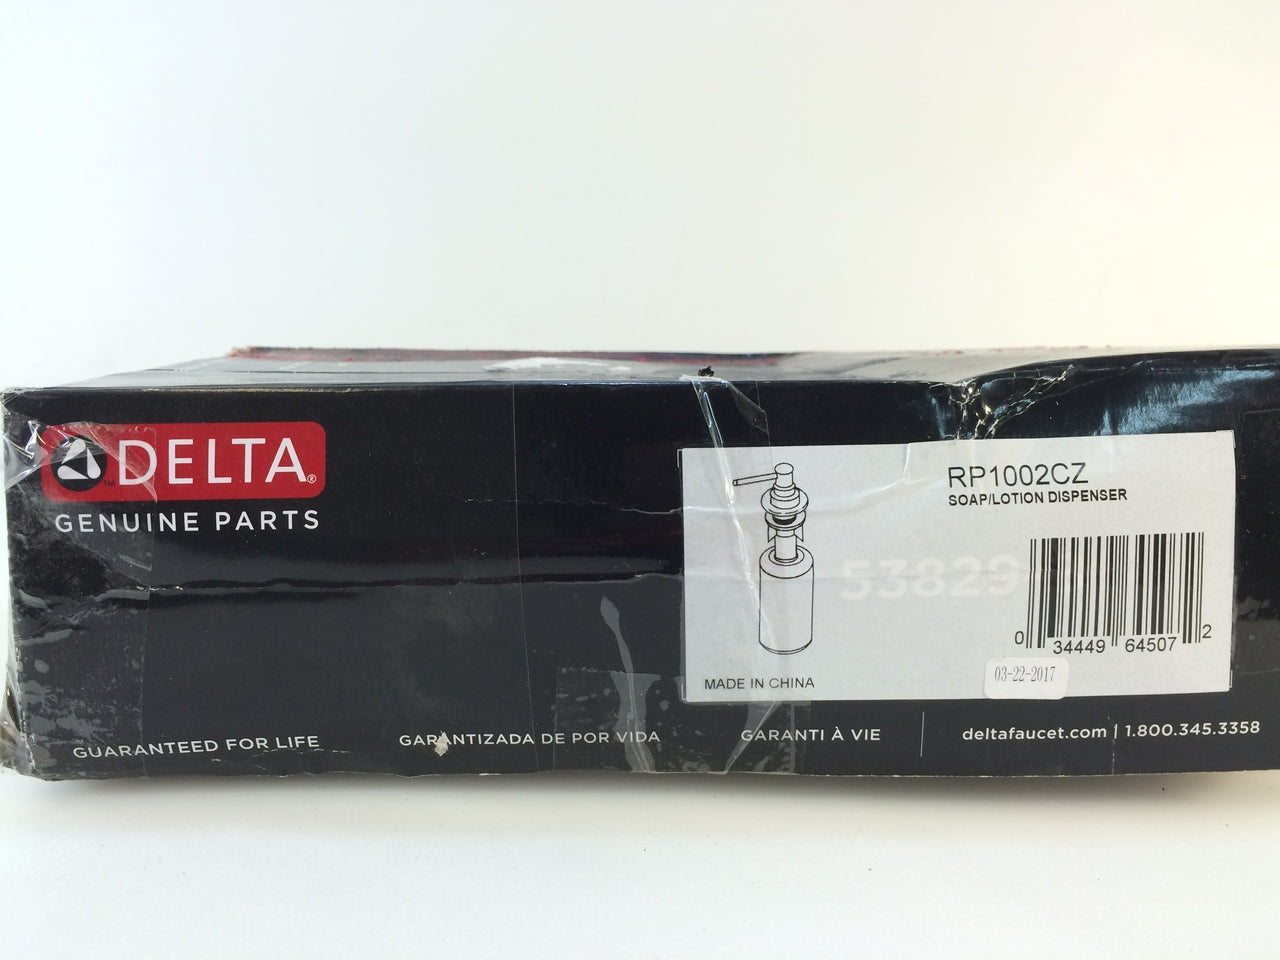 DELTA®
™
GENUINE PARTS
RP1002CZ
SOAP/LOTION DISPENSER
53829
0 34449 64507 2
03-22-2017
MADE IN CHINA
GUARANTEED FOR LIFE
GARANTIZADA DE POR VIDA
GARANTI À VIE
deltafaucet.com | 1.800.345.3358